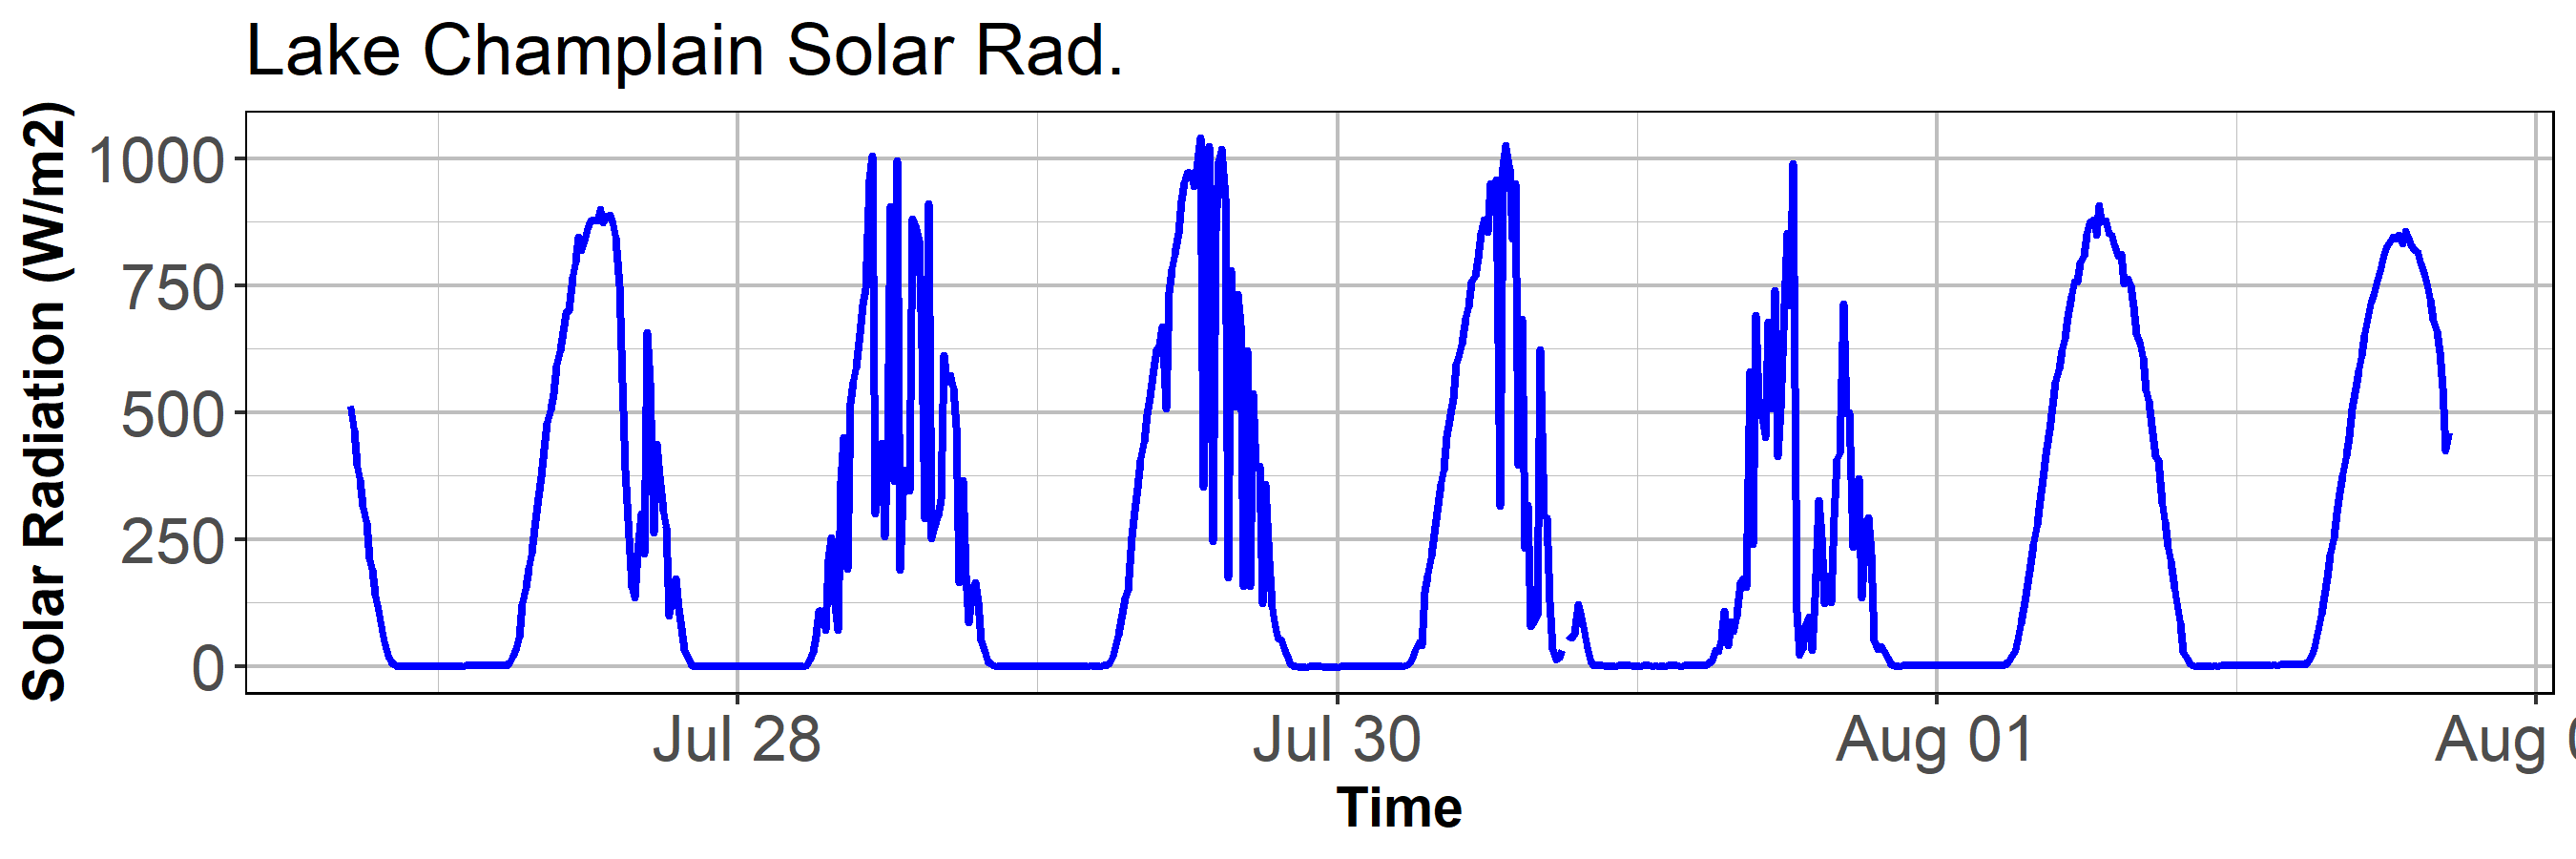 Lake Champlain Solar Rad.
Solar Radiation (W/m2)
1000
750
500
250
0
Jul 28 Jul 30 Aug 01 Aug
Time